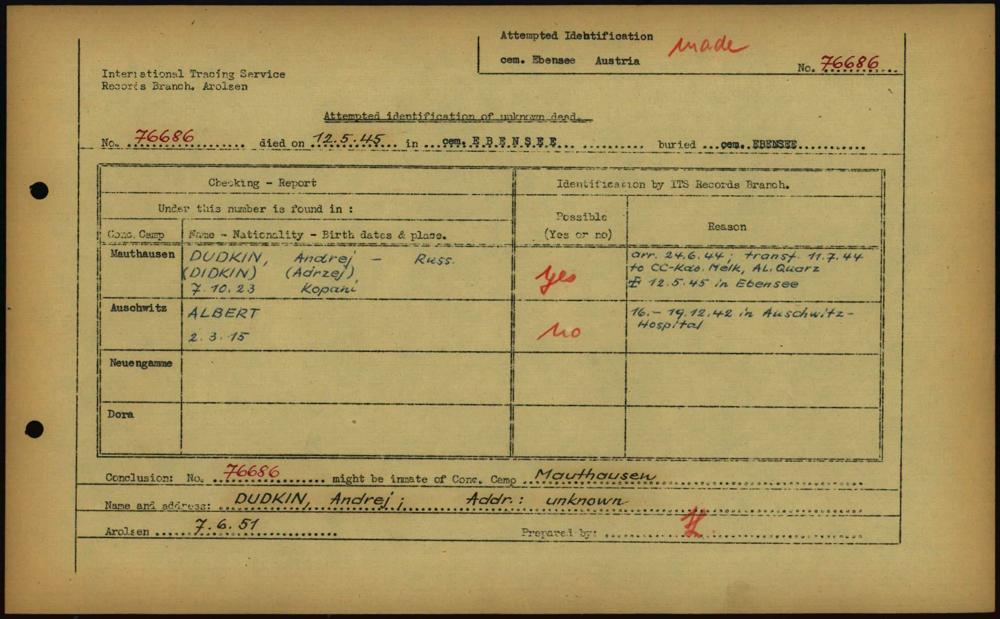 Attempted Identification made
cem. Ebensee Austria
No. 76686
International Tracing Service
Records Branch. Arolsen
Attempted identification of unknown dead.
No. 76686 died on 12.5.45 in cem. EBENSEE buried cem. EBENSEE
Checking - Report
Identification by ITS Records Branch.
Under this number is found in :
Possible
(Yes or no)
Reason
Conc. Camp
Name - Nationality - Birth dates & place.
Mauthausen
DUDKIN, Andrej - Russ.
(DIDKIN) (Adrzej)
7.10.23 Kopani
yes
arr. 24.6.44; transf. 11.7.44
to CC-Kdo. Melk, AL. Quarz
12.5.45 in Ebensee
Auschwitz
ALBERT
2.3.15
no
16.- 19.12.42 in Auschwitz-
Hospital
Neuengamme
Dora
Conclusion: No. 76686 might be inmate of Conc. Camp Mauthausen
Name and address: DUDKIN, Andrej; Addr.: unknown
Arolsen 7.6.51 Prepared by: